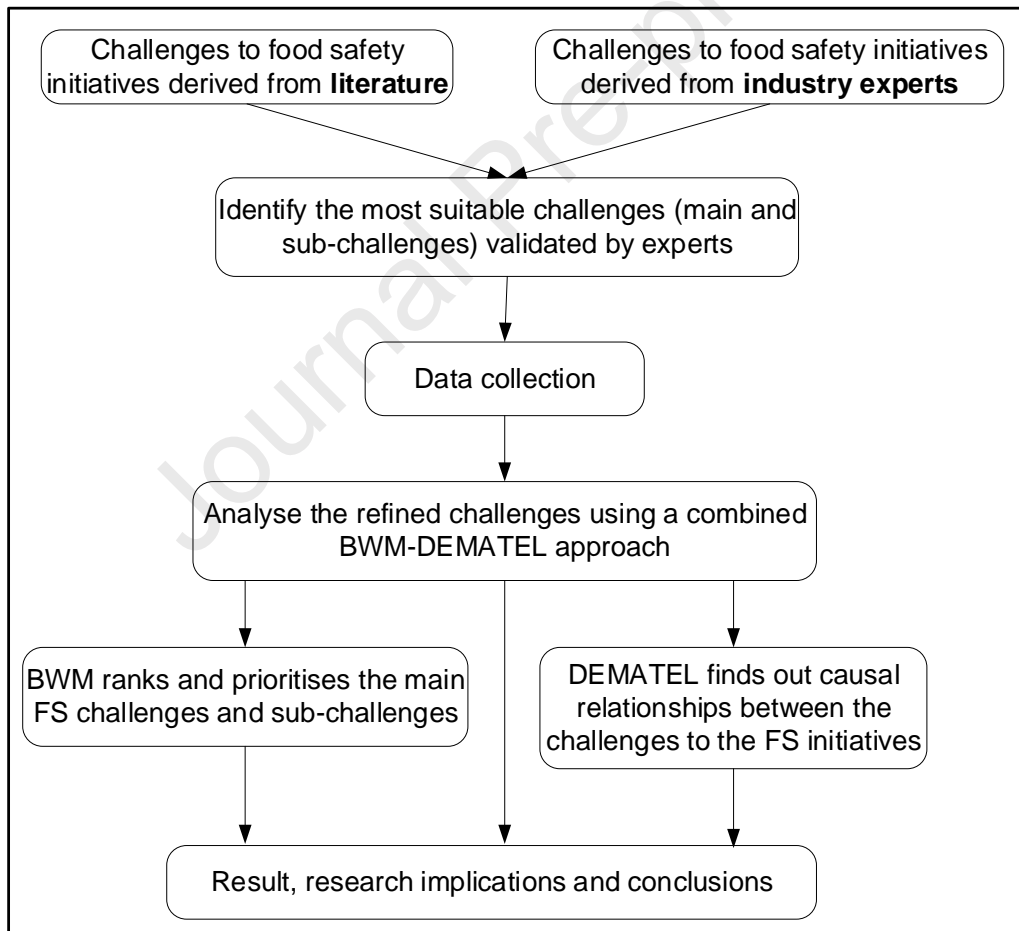 Challenges to food safety
initiatives derived from literature
Challenges to food safety initiatives
derived from industry experts
Identify the most suitable challenges (main and
sub-challenges) validated by experts
Data collection
Analyse the refined challenges using a combined
BWM-DEMATEL approach
BWM ranks and prioritises the main
FS challenges and sub-challenges
DEMATEL finds out causal
relationships between the
challenges to the FS initiatives
Result, research implications and conclusions
Journal Pre-p